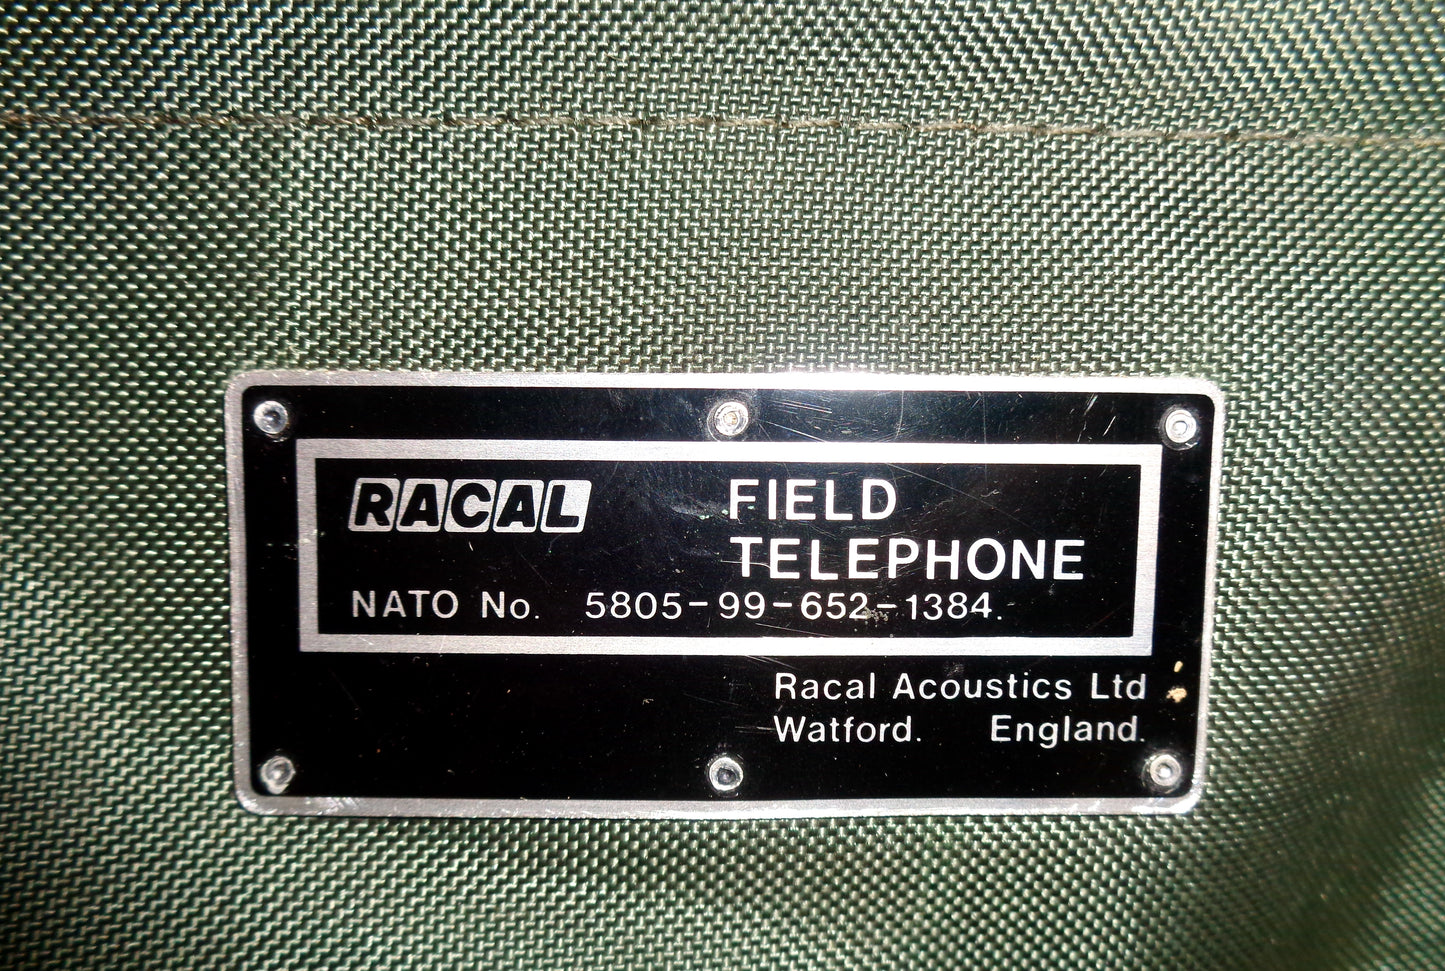 RACAL
FIELD
TELEPHONE
NATO No. 5805-99-652-1384.
Racal Acoustics Ltd
Watford. England.